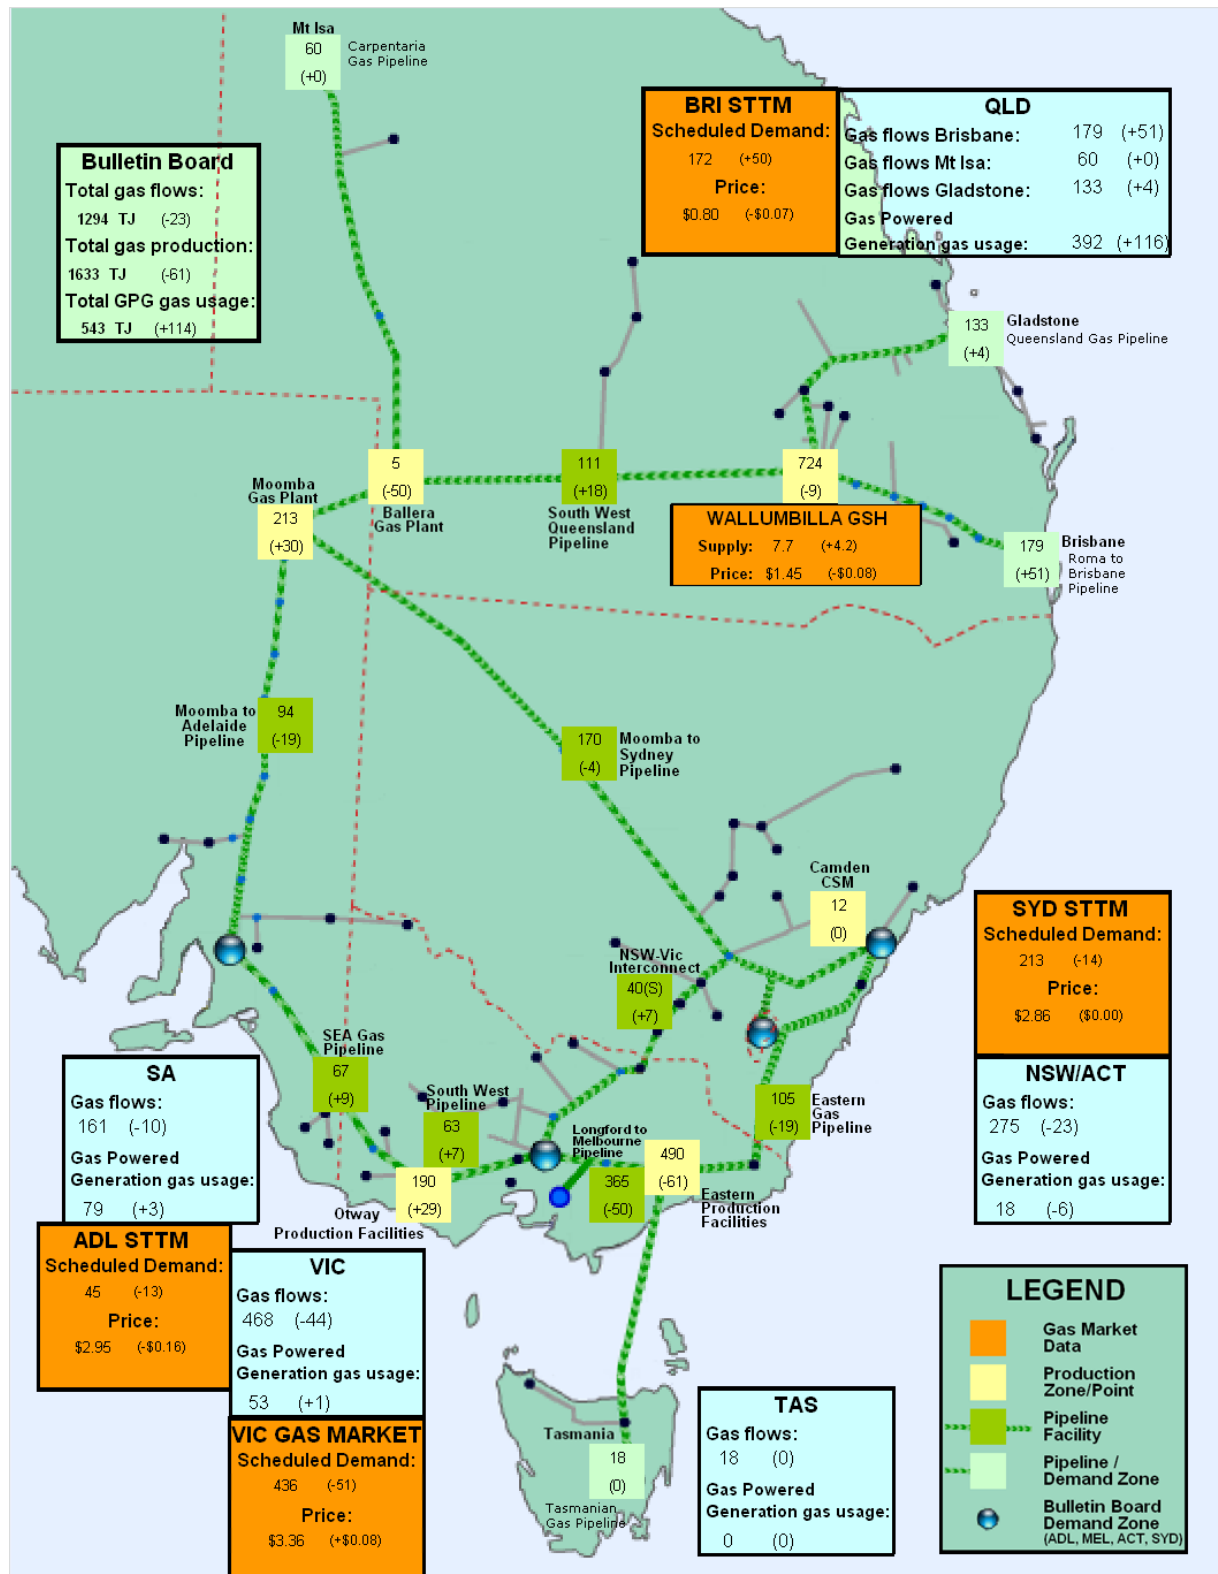 Mt Isa
60
(+0)
Carpentaria
Gas Pipeline
Bulletin Board
Total gas flows:
1294 TJ (-23)
Total gas production:
1633 TJ (-61)
Total GPG gas usage:
543 TJ (+114)
BRI STTM
Scheduled Demand:
172 (+50)
Price:
$0.80 (-$0.07)
QLD
Gas flows Brisbane: 179 (+51)
Gas flows Mt Isa: 60 (+0)
Gas flows Gladstone: 133 (+4)
Gas Powered
Generation gas usage: 392 (+116)
133
(+4)
Gladstone
Queensland Gas Pipeline
Moomba
Gas Plant
213
(+30)
5
(-50)
Ballera
Gas Plant
111
(+18)
South West
Queensland
Pipeline
724
(-9)
WALLUMBILLA GSH
Supply: 7.7 (+4.2)
Price: $1.45 (-$0.08)
179
(+51)
Brisbane
Roma to
Brisbane
Pipeline
Moomba to
Adelaide
Pipeline
94
(-19)
170
(-4)
Moomba to
Sydney
Pipeline
Camden
CSM
12
(0)
NSW-Vic
Interconnect
40(S)
(+7)
SYD STTM
Scheduled Demand:
213 (-14)
Price:
$2.86 ($0.00)
NSW/ACT
Gas flows:
275 (-23)
Gas Powered
Generation gas usage:
18 (-6)
SEA Gas
Pipeline
67
(+9)
South West
Pipeline
63
(+7)
Longford to
Melbourne
Pipeline
365
(-50)
490
(-61)
Eastern
Production
Facilities
105
(-19)
Eastern
Gas
Pipeline
190
(+29)
Otway
Production Facilities
SA
Gas flows:
161 (-10)
Gas Powered
Generation gas usage:
79 (+3)
ADL STTM
Scheduled Demand:
45 (-13)
Price:
$2.95 (-$0.16)
VIC
Gas flows:
468 (-44)
Gas Powered
Generation gas usage:
53 (+1)
VIC GAS MARKET
Scheduled Demand:
436 (-51)
Price:
$3.36 (+$0.08)
Tasmania
18
(0)
Tasmanian
Gas Pipeline
TAS
Gas flows:
18 (0)
Gas Powered
Generation gas usage:
0 (0)
LEGEND
Gas Market
Data
Production
Zone/Point
Pipeline
Facility
Pipeline /
Demand Zone
Bulletin Board
Demand Zone
(ADL, MEL, ACT, SYD)